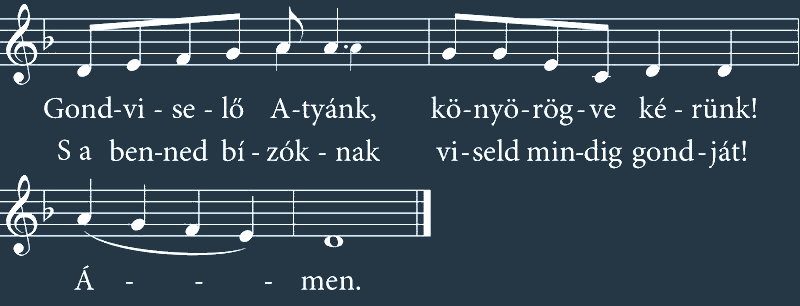 Gond-vi - se - lő A-tyánk, kö-nyö-rög-ve ké - rünk!
S a ben-ned bí - zók - nak vi-seld min-dig gond-ját!
Á - - - men.